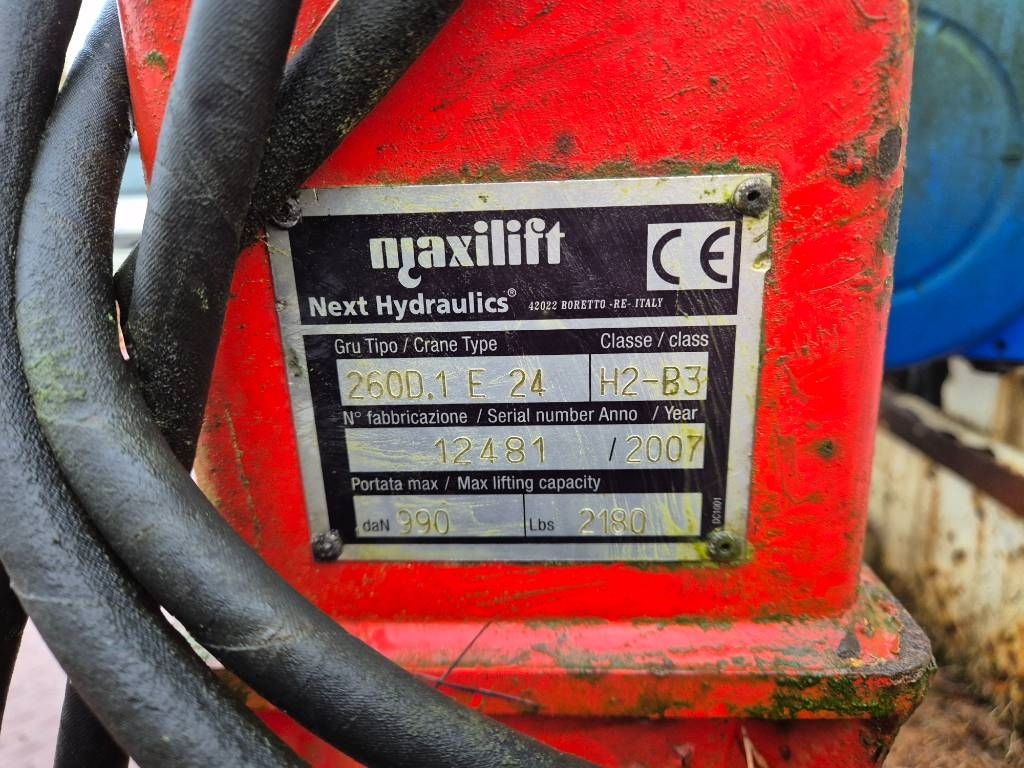 maxilift
CE
Next Hydraulics® 42022 BORETTO -RE- ITALY
Gru Tipo / Crane Type Classe / class
260D.1 E 24 H2-B3
N° fabbricazione / Serial number Anno / Year
12481 / 2007
Portata max / Max lifting capacity
daN 990 Lbs 2180
DC1001